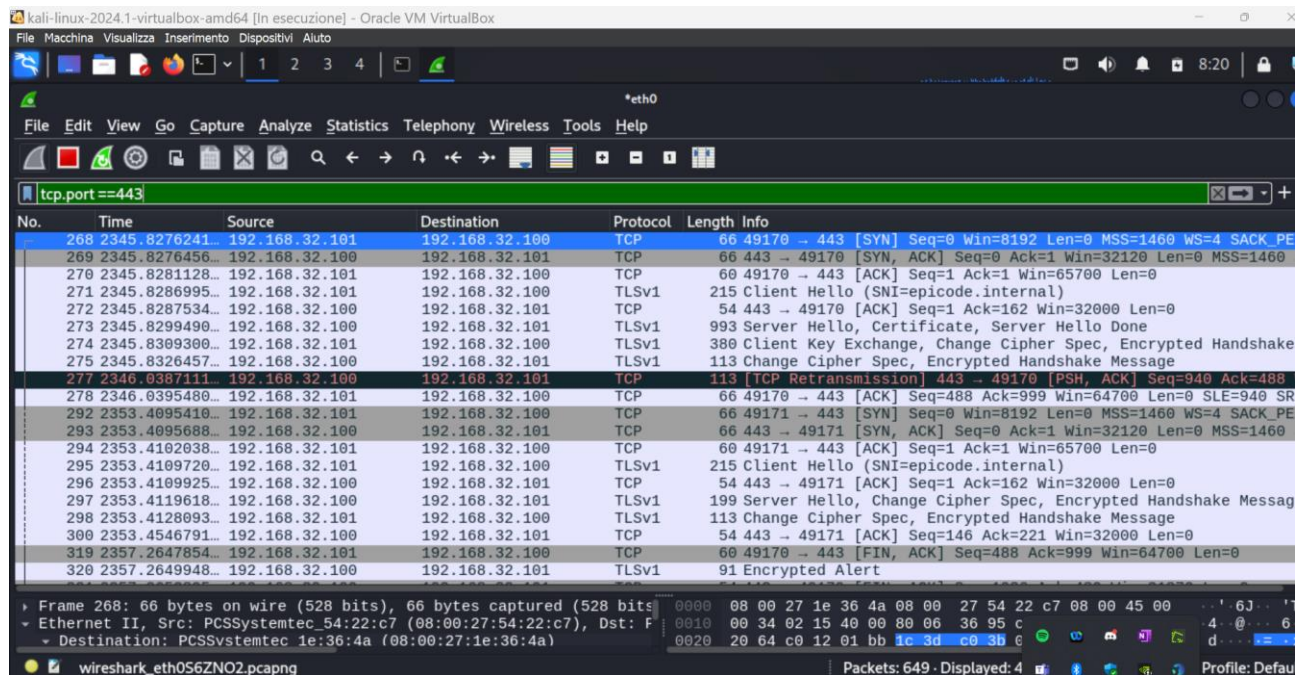 kali-linux-2024.1-virtualbox-amd64 [In esecuzione] - Oracle VM VirtualBox
File Macchina Visualizza Inserimento Dispositivi Aiuto
1 2 3 4 8:20
*eth0
File Edit View Go Capture Analyze Statistics Telephony Wireless Tools Help
tcp.port ==443
No. Time Source Destination Protocol Length Info
268 2345.8276241… 192.168.32.101 192.168.32.100 TCP 66 49170 → 443 [SYN] Seq=0 Win=8192 Len=0 MSS=1460 WS=4 SACK_PE
269 2345.8276456… 192.168.32.100 192.168.32.101 TCP 66 443 → 49170 [SYN, ACK] Seq=0 Ack=1 Win=32120 Len=0 MSS=1460
270 2345.8281128… 192.168.32.101 192.168.32.100 TCP 60 49170 → 443 [ACK] Seq=1 Ack=1 Win=65700 Len=0
271 2345.8286995… 192.168.32.101 192.168.32.100 TLSv1 215 Client Hello (SNI=epicode.internal)
272 2345.8287534… 192.168.32.100 192.168.32.101 TCP 54 443 → 49170 [ACK] Seq=1 Ack=162 Win=32000 Len=0
273 2345.8299490… 192.168.32.100 192.168.32.101 TLSv1 993 Server Hello, Certificate, Server Hello Done
274 2345.8309300… 192.168.32.101 192.168.32.100 TLSv1 380 Client Key Exchange, Change Cipher Spec, Encrypted Handshake
275 2345.8326457… 192.168.32.100 192.168.32.101 TLSv1 113 Change Cipher Spec, Encrypted Handshake Message
277 2346.0387111… 192.168.32.100 192.168.32.101 TCP 113 [TCP Retransmission] 443 → 49170 [PSH, ACK] Seq=940 Ack=488
278 2346.0395480… 192.168.32.101 192.168.32.100 TCP 66 49170 → 443 [ACK] Seq=488 Ack=999 Win=64700 Len=0 SLE=940 SR
292 2353.4095410… 192.168.32.101 192.168.32.100 TCP 66 49171 → 443 [SYN] Seq=0 Win=8192 Len=0 MSS=1460 WS=4 SACK_PE
293 2353.4095688… 192.168.32.100 192.168.32.101 TCP 66 443 → 49171 [SYN, ACK] Seq=0 Ack=1 Win=32120 Len=0 MSS=1460
294 2353.4102038… 192.168.32.101 192.168.32.100 TCP 60 49171 → 443 [ACK] Seq=1 Ack=1 Win=65700 Len=0
295 2353.4109720… 192.168.32.101 192.168.32.100 TLSv1 215 Client Hello (SNI=epicode.internal)
296 2353.4109925… 192.168.32.100 192.168.32.101 TCP 54 443 → 49171 [ACK] Seq=1 Ack=162 Win=32000 Len=0
297 2353.4119618… 192.168.32.100 192.168.32.101 TLSv1 199 Server Hello, Change Cipher Spec, Encrypted Handshake Messag
298 2353.4128093… 192.168.32.101 192.168.32.100 TLSv1 113 Change Cipher Spec, Encrypted Handshake Message
300 2353.4546791… 192.168.32.100 192.168.32.101 TCP 54 443 → 49171 [ACK] Seq=146 Ack=221 Win=32000 Len=0
319 2357.2647854… 192.168.32.101 192.168.32.100 TCP 60 49170 → 443 [FIN, ACK] Seq=488 Ack=999 Win=64700 Len=0
320 2357.2649948… 192.168.32.100 192.168.32.101 TLSv1 91 Encrypted Alert
Frame 268: 66 bytes on wire (528 bits), 66 bytes captured (528 bits 0000 08 00 27 1e 36 4a 08 00 27 54 22 c7 08 00 45 00 ··'·6J·· 'T
Ethernet II, Src: PCSSystemtec_54:22:c7 (08:00:27:54:22:c7), Dst: P 0010 00 34 02 15 40 00 80 06 36 95 c ·4··@··· 6
Destination: PCSSystemtec_1e:36:4a (08:00:27:1e:36:4a) 0020 20 64 c0 12 01 bb 1c 3d c0 3b
wireshark_eth0S6ZNO2.pcapng Packets: 649 · Displayed: 4 Profile: Defau